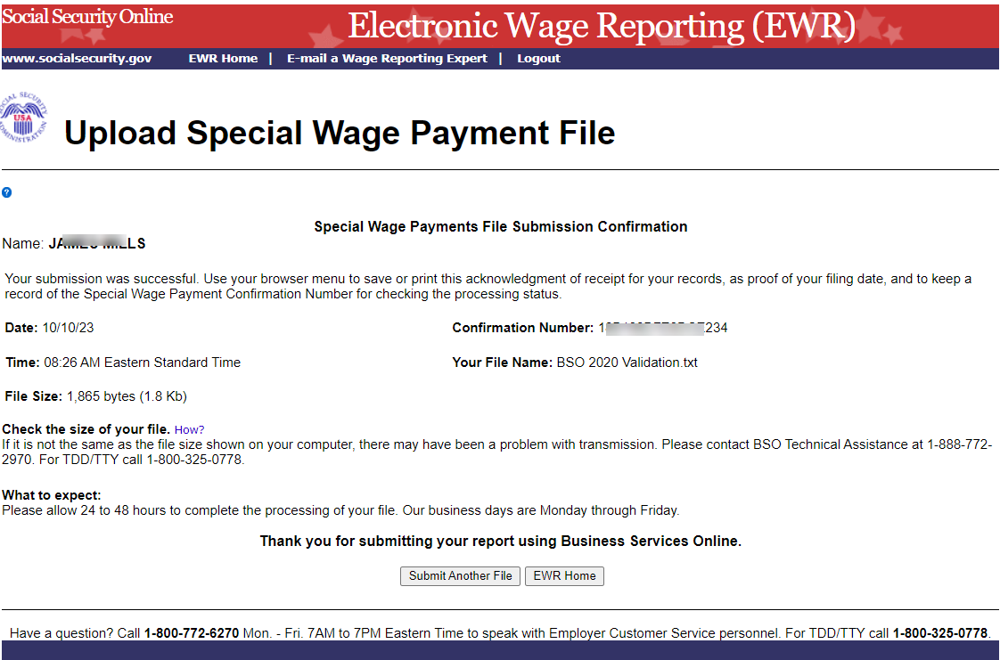 Social Security Online
Electronic Wage Reporting (EWR)
www.socialsecurity.gov EWR Home | E-mail a Wage Reporting Expert | Logout
SOCIAL SECURITY ADMINISTRATION
USA
Upload Special Wage Payment File
?
Special Wage Payments File Submission Confirmation
Name:
Your submission was successful. Use your browser menu to save or print this acknowledgment of receipt for your records, as proof of your filing date, and to keep a
record of the Special Wage Payment Confirmation Number for checking the processing status.
Date: 10/10/23 Confirmation Number:
Time: 08:26 AM Eastern Standard Time Your File Name: BSO 2020 Validation.txt
File Size: 1,865 bytes (1.8 Kb)
Check the size of your file. How?
If it is not the same as the file size shown on your computer, there may have been a problem with transmission. Please contact BSO Technical Assistance at 1-888-772-
2970. For TDD/TTY call 1-800-325-0778.
What to expect:
Please allow 24 to 48 hours to complete the processing of your file. Our business days are Monday through Friday.
Thank you for submitting your report using Business Services Online.
Submit Another File EWR Home
Have a question? Call 1-800-772-6270 Mon. - Fri. 7AM to 7PM Eastern Time to speak with Employer Customer Service personnel. For TDD/TTY call 1-800-325-0778.